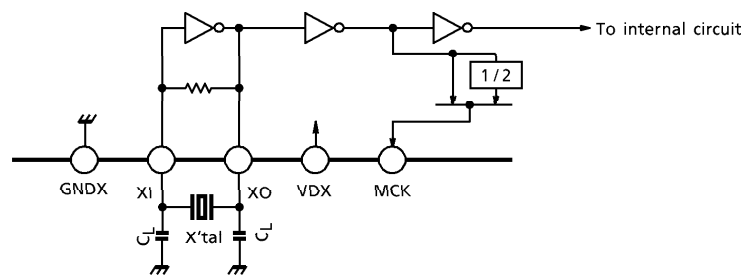 To internal circuit
1/2
GNDX
XI
XO
VDX
MCK
CL
X'tal
CL